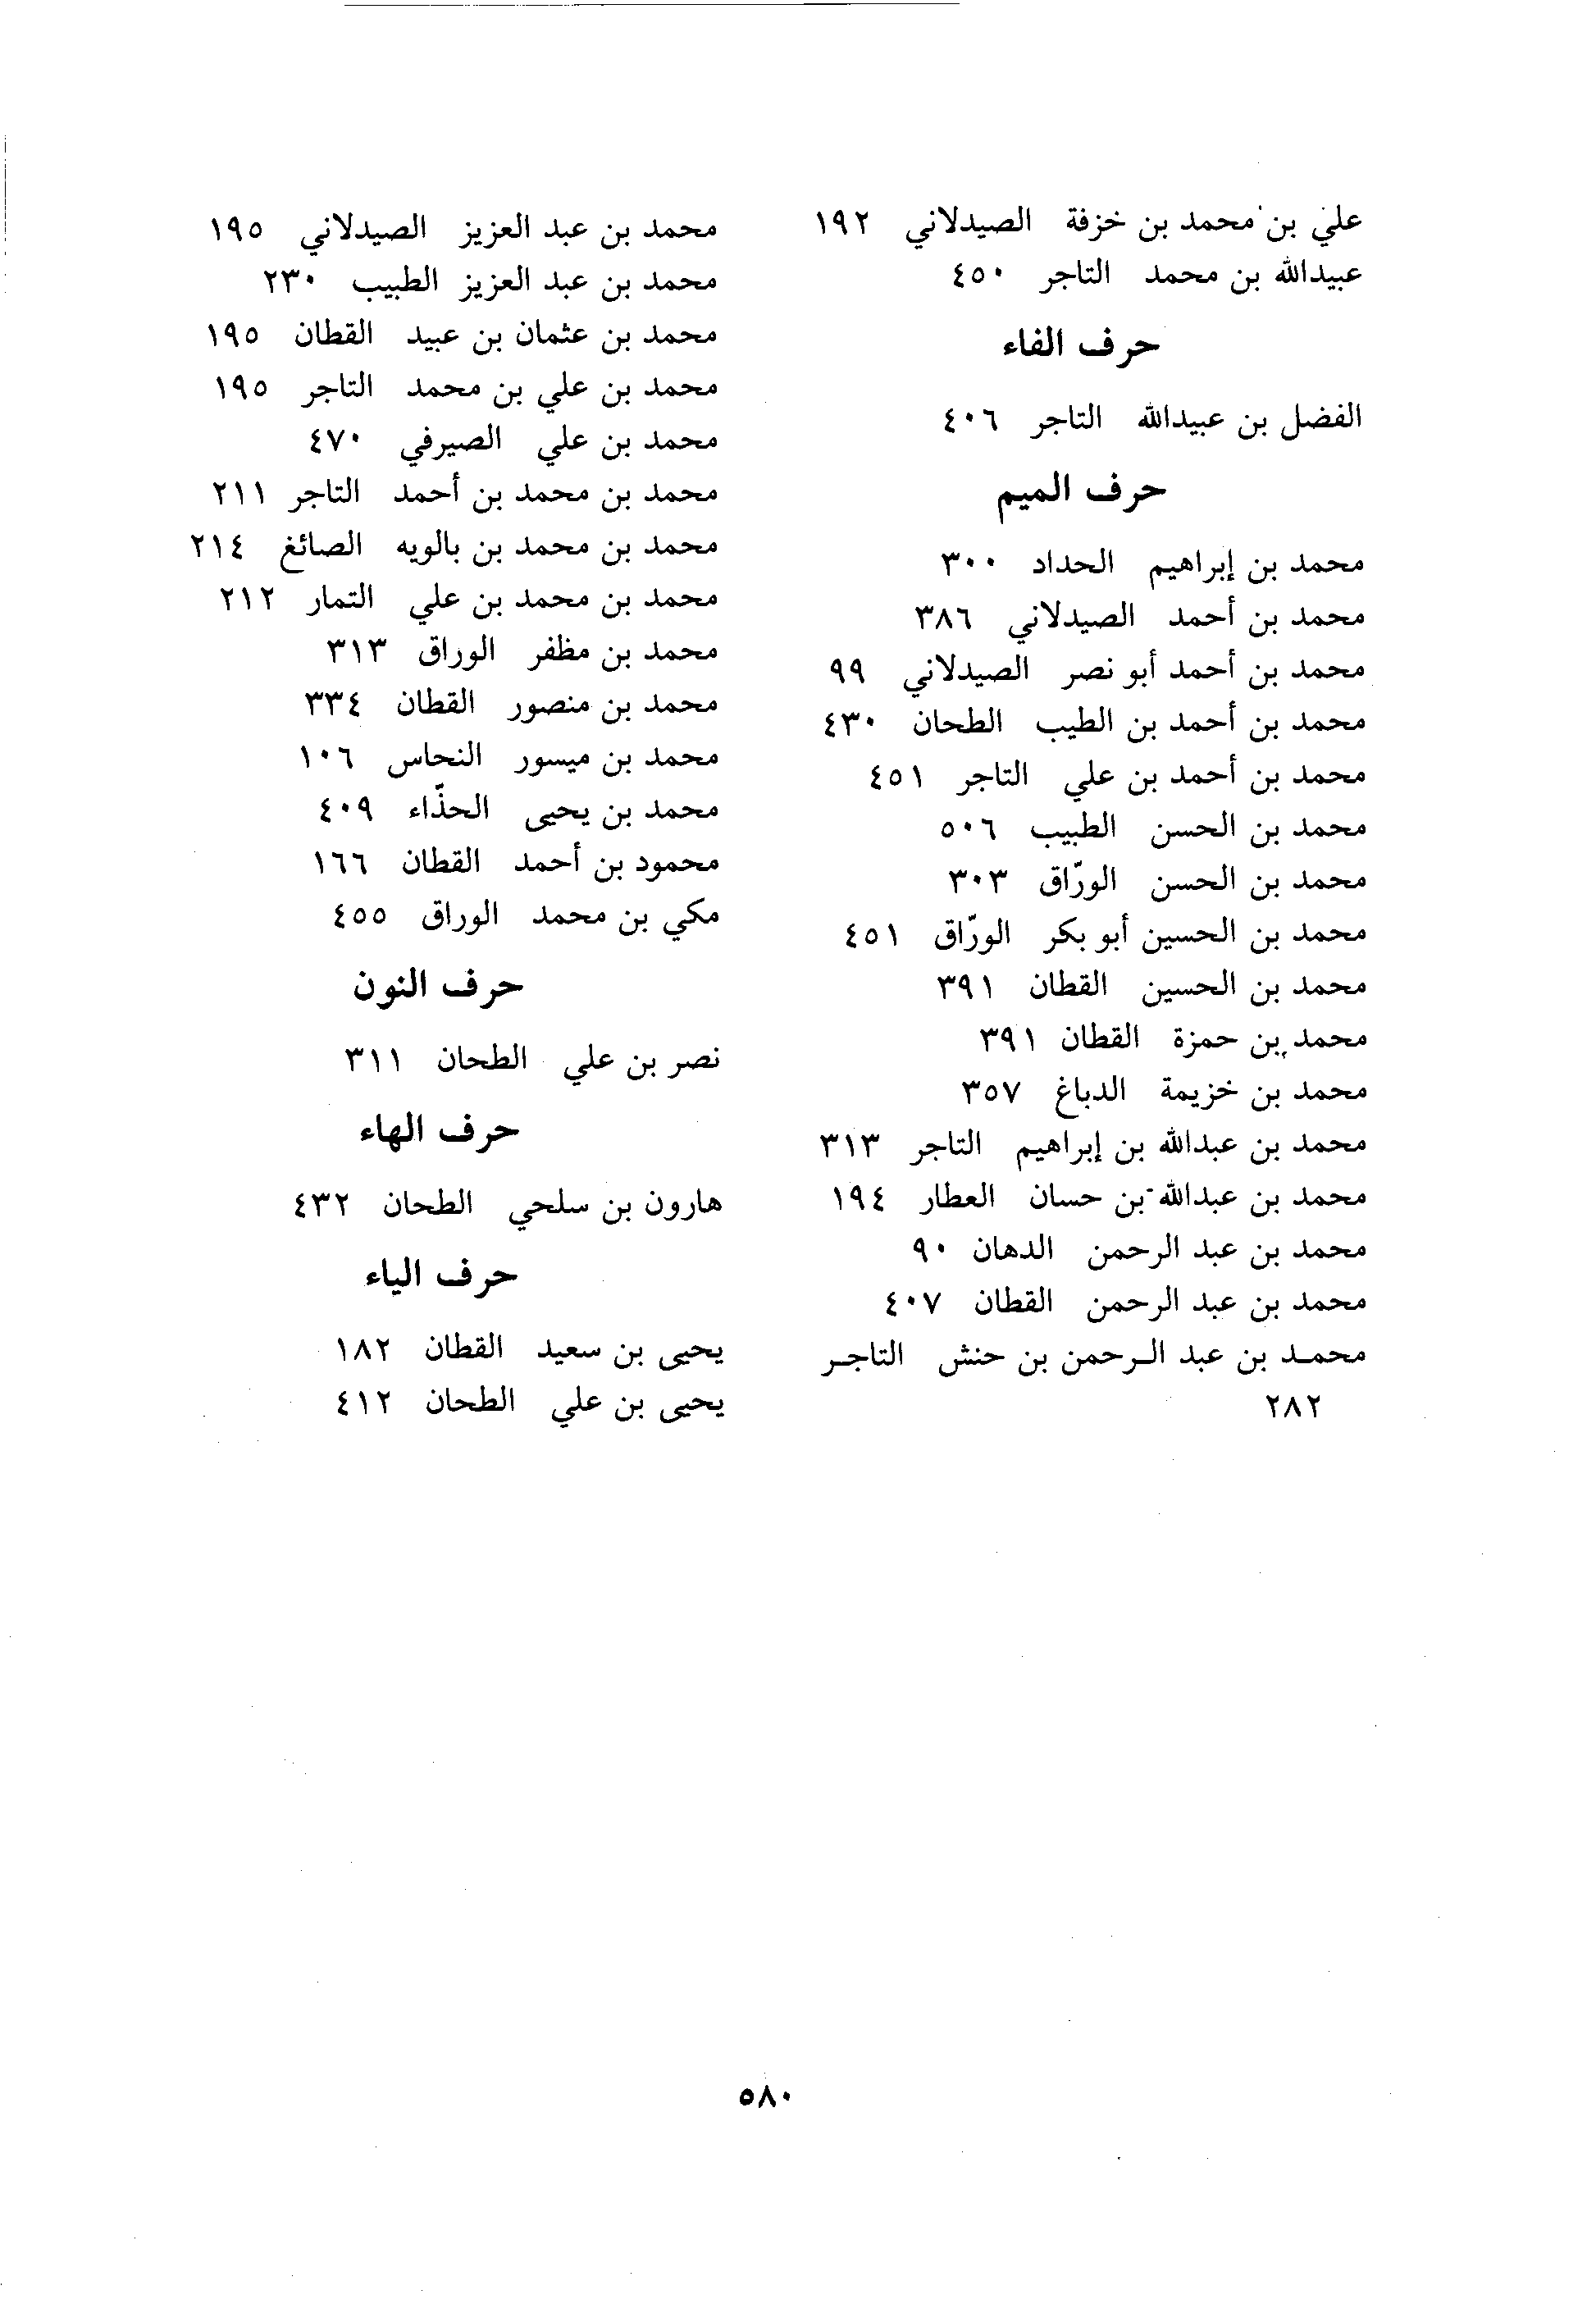 علي بن محمد بن خزفة الصيدلاني ١٩٢
عبيدالله بن محمد التاجر ٤٥٠
حرف الفاء
الفضل بن عبيدالله التاجر ٤٠٦
حرف الميم
محمد بن إبراهيم الحداد ٣٠٠
محمد بن أحمد الصيدلاني ٣٨٦
محمد بن أحمد أبو نصر الصيدلاني ٩٩
محمد بن أحمد بن الطيب الطحان ٤٣٠
محمد بن أحمد بن علي التاجر ٤٥١
محمد بن الحسن الطبيب ٥٠٦
محمد بن الحسن الورّاق ٣٠٣
محمد بن الحسين أبو بكر الورّاق ٤٥١
محمد بن الحسين القطان ٣٩١
محمد بن حمزة القطان ٣٩١
محمد بن خزيمة الدباغ ٣٥٧
محمد بن عبدالله بن إبراهيم التاجر ٣١٣
محمد بن عبدالله بن حسان العطار ١٩٤
محمد بن عبد الرحمن الدهان ٩٠
محمد بن عبد الرحمن القطان ٤٠٧
محمـد بن عبد الـرحمن بن حنش التاجـر
٢٨٢
محمد بن عبد العزيز الصيدلاني ١٩٥
محمد بن عبد العزيز الطبيب ٢٣٠
محمد بن عثمان بن عبيد القطان ١٩٥
محمد بن علي بن محمد التاجر ١٩٥
محمد بن علي الصيرفي ٤٧٠
محمد بن محمد بن أحمد التاجر ٢١١
محمد بن محمد بن بالويه الصائغ ٢١٤
محمد بن محمد بن علي التمار ٢١٢
محمد بن مظفر الوراق ٣١٣
محمد بن منصور القطان ٣٣٤
محمد بن ميسور النحاس ١٠٦
محمد بن يحيى الحذّاء ٤٠٩
محمود بن أحمد القطان ١٦٦
مكي بن محمد الوراق ٤٥٥
حرف النون
نصر بن علي الطحان ٣١١
حرف الهاء
هارون بن سلحي الطحان ٤٣٢
حرف الياء
يحيى بن سعيد القطان ١٨٢
يحيى بن علي الطحان ٤١٢
٥٨٠